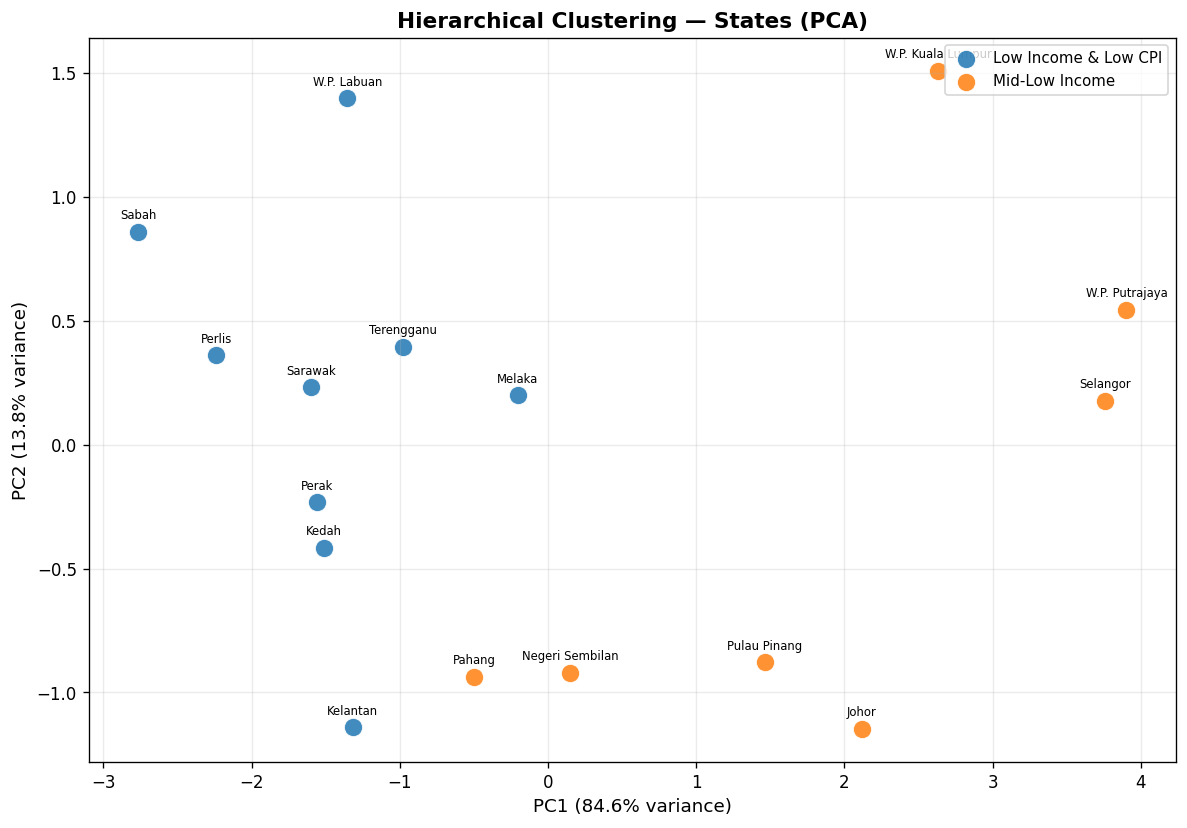 Hierarchical Clustering — States (PCA)
W.P. Kuala
Low Income & Low CPI
Mid-Low Income
W.P. Labuan
Sabah
W.P. Putrajaya
Perlis
Terengganu
Sarawak
Melaka
Selangor
Perak
Kedah
Pahang
Negeri Sembilan
Pulau Pinang
Kelantan
Johor
1.5
1.0
0.5
0.0
−0.5
−1.0
PC2 (13.8% variance)
−3
−2
−1
0
1
2
3
4
PC1 (84.6% variance)